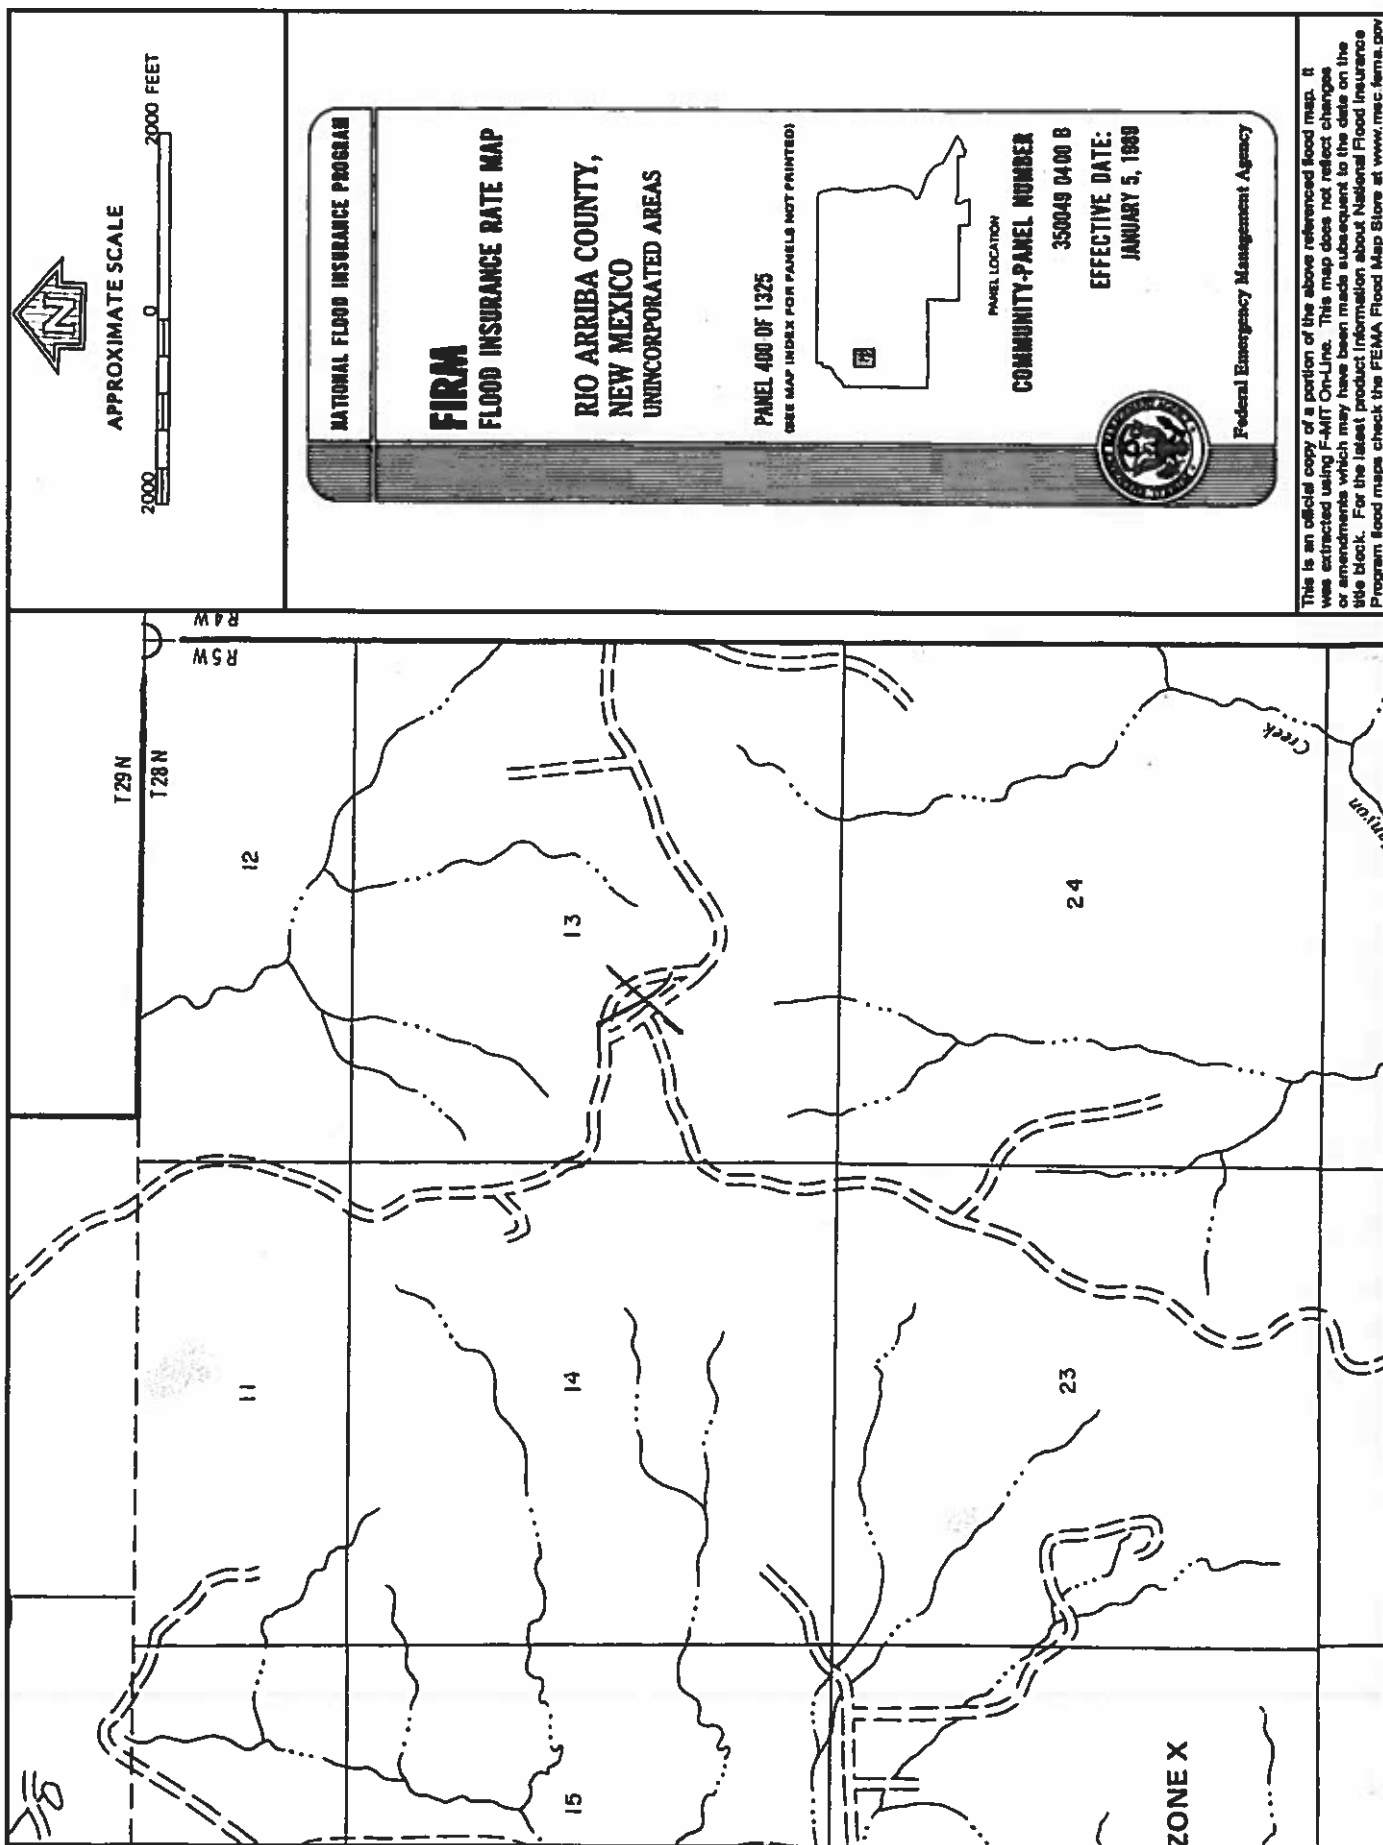 APPROXIMATE SCALE
2000 0 2000 FEET
N
NATIONAL FLOOD INSURANCE PROGRAM
FIRM
FLOOD INSURANCE RATE MAP
RIO ARRIBA COUNTY,
NEW MEXICO
UNINCORPORATED AREAS
PANEL 400 OF 1325
(SEE MAP INDEX FOR PANELS NOT PRINTED)
PANEL LOCATION
COMMUNITY-PANEL NUMBER
350049 0400 B
EFFECTIVE DATE:
JANUARY 5, 1989
Federal Emergency Management Agency
This is an official copy of a portion of the above referenced flood map. It
was extracted using F-MIT On-Line. This map does not reflect changes
or amendments which may have been made subsequent to the date on the
title block. For the latest product information about National Flood Insurance
Program flood maps check the FEMA Flood Map Store at www.msc.fema.gov
T29N
T28N
R5W
R4W
11
12
15
14
13
23
24
Creek
ZONE X